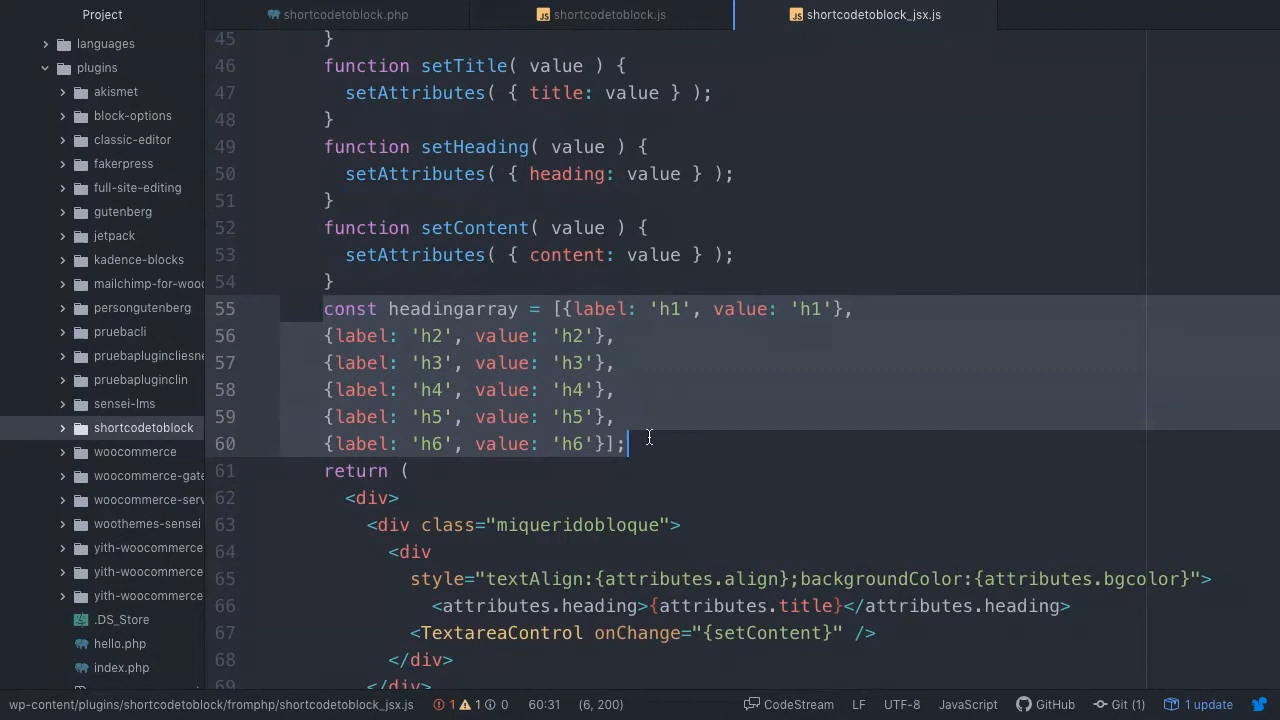 Project
shortcodetoblock.php
shortcodetoblock.js
shortcodetoblock_jsx.js
languages
plugins
akismet
block-options
classic-editor
fakerpress
full-site-editing
gutenberg
jetpack
kadence-blocks
mailchimp-for-wooc
persongutenberg
pruebacli
pruebaplugincliesne
pruebapluginclin
sensei-lms
shortcodetoblock
woocommerce
woocommerce-gate
woocommerce-serv
woothemes-sensei
yith-woocommerce
yith-woocommerce
yith-woocommerce
.DS_Store
hello.php
index.php
45 }
46 function setTitle( value ) {
47 setAttributes( { title: value } );
48 }
49 function setHeading( value ) {
50 setAttributes( { heading: value } );
51 }
52 function setContent( value ) {
53 setAttributes( { content: value } );
54 }
55 const headingarray = [{label: 'h1', value: 'h1'},
56 {label: 'h2', value: 'h2'},
57 {label: 'h3', value: 'h3'},
58 {label: 'h4', value: 'h4'},
59 {label: 'h5', value: 'h5'},
60 {label: 'h6', value: 'h6'}];
61 return (
62 <div>
63 <div class="miqueridobloque">
64 <div
65 style="textAlign:{attributes.align};backgroundColor:{attributes.bgcolor}">
66 <attributes.heading>{attributes.title}</attributes.heading>
67 <TextareaControl onChange="{setContent}" />
68 </div>
69 </div>
wp-content/plugins/shortcodetoblock/fromphp/shortcodetoblock_jsx.js 1 1 0 60:31 (6, 200) CodeStream LF UTF-8 JavaScript GitHub Git (1) 1 update